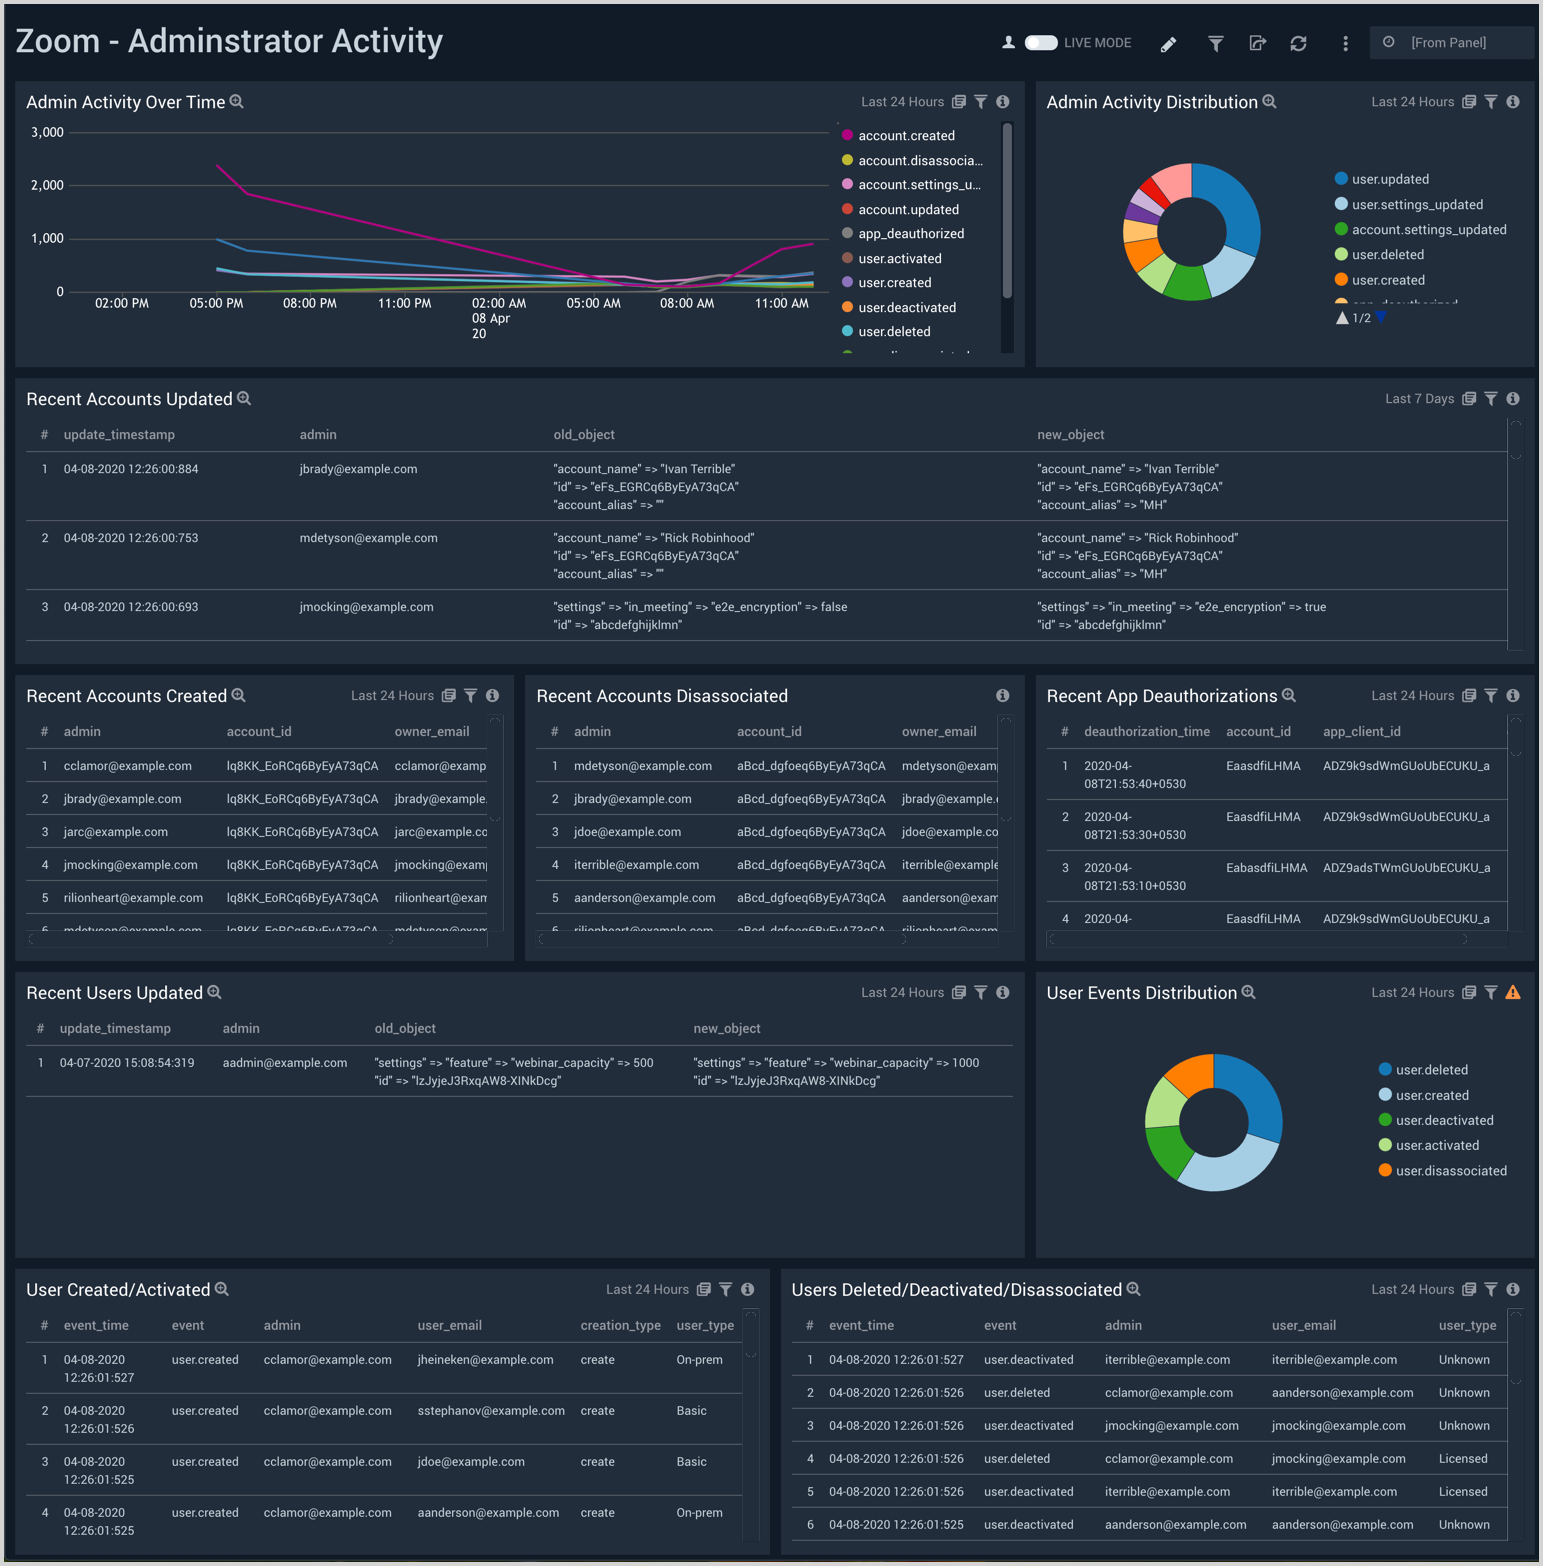 Zoom - Adminstrator Activity
LIVE MODE
[From Panel]
Admin Activity Over Time
Last 24 Hours
3,000
2,000
1,000
0
02:00 PM
05:00 PM
08:00 PM
11:00 PM
02:00 AM
08 Apr
20
05:00 AM
08:00 AM
11:00 AM
account.created
account.disassocia...
account.settings_u...
account.updated
app_deauthorized
user.activated
user.created
user.deactivated
user.deleted
Admin Activity Distribution
Last 24 Hours
user.updated
user.settings_updated
account.settings_updated
user.deleted
user.created
app_deauthorized
1/2
Recent Accounts Updated
Last 7 Days
# update_timestamp admin old_object new_object
1 04-08-2020 12:26:00:884 jbrady@example.com "account_name" => "Ivan Terrible" "account_name" => "Ivan Terrible"
"id" => "eFs_EGRCq6ByEyA73qCA" "id" => "eFs_EGRCq6ByEyA73qCA"
"account_alias" => "" "account_alias" => "MH"
2 04-08-2020 12:26:00:753 mdetyson@example.com "account_name" => "Rick Robinhood" "account_name" => "Rick Robinhood"
"id" => "eFs_EGRCq6ByEyA73qCA" "id" => "eFs_EGRCq6ByEyA73qCA"
"account_alias" => "" "account_alias" => "MH"
3 04-08-2020 12:26:00:693 jmocking@example.com "settings" => "in_meeting" => "e2e_encryption" => false "settings" => "in_meeting" => "e2e_encryption" => true
"id" => "abcdefghijklmn" "id" => "abcdefghijklmn"
Recent Accounts Created
Last 24 Hours
# admin account_id owner_email
1 cclamor@example.com lq8KK_EoRCq6ByEyA73qCA cclamor@examp
2 jbrady@example.com lq8KK_EoRCq6ByEyA73qCA jbrady@example.
3 jarc@example.com lq8KK_EoRCq6ByEyA73qCA jarc@example.co
4 jmocking@example.com lq8KK_EoRCq6ByEyA73qCA jmocking@examp
5 rilionheart@example.com lq8KK_EoRCq6ByEyA73qCA rilionheart@exam
6 mdetyson@example.com lq8KK_EoRCq6ByEyA73qCA mdetyson@exam
Recent Accounts Disassociated
# admin account_id owner_email
1 mdetyson@example.com aBcd_dgfoeq6ByEyA73qCA mdetyson@exam
2 jbrady@example.com aBcd_dgfoeq6ByEyA73qCA jbrady@example.
3 jdoe@example.com aBcd_dgfoeq6ByEyA73qCA jdoe@example.co
4 iterrible@example.com aBcd_dgfoeq6ByEyA73qCA iterrible@example
5 aanderson@example.com aBcd_dgfoeq6ByEyA73qCA aanderson@exam
6 rilionheart@example.com aBcd_dgfoeq6ByEyA73qCA rilionheart@exam
Recent App Deauthorizations
Last 24 Hours
# deauthorization_time account_id app_client_id
1 2020-04- EaasdfiLHMA ADZ9k9sdWmGUoUbECUKU_a
08T21:53:40+0530
2 2020-04- EaasdfiLHMA ADZ9k9sdWmGUoUbECUKU_a
08T21:53:30+0530
3 2020-04- EabasdfiLHMA ADZ9adsTWmGUoUbECUKU_a
08T21:53:10+0530
4 2020-04- EaasdfiLHMA ADZ9k9sdWmGUoUbECUKU_a
Recent Users Updated
Last 24 Hours
# update_timestamp admin old_object new_object
1 04-07-2020 15:08:54:319 aadmin@example.com "settings" => "feature" => "webinar_capacity" => 500 "settings" => "feature" => "webinar_capacity" => 1000
"id" => "lzJyjeJ3RxqAW8-XINkDcg" "id" => "lzJyjeJ3RxqAW8-XINkDcg"
User Events Distribution
Last 24 Hours
user.deleted
user.created
user.deactivated
user.activated
user.disassociated
User Created/Activated
Last 24 Hours
# event_time event admin user_email creation_type user_type
1 04-08-2020 user.created cclamor@example.com jheineken@example.com create On-prem
12:26:01:527
2 04-08-2020 user.created cclamor@example.com sstephanov@example.com create Basic
12:26:01:526
3 04-08-2020 user.created cclamor@example.com jdoe@example.com create Basic
12:26:01:525
4 04-08-2020 user.created cclamor@example.com aanderson@example.com create On-prem
12:26:01:525
Users Deleted/Deactivated/Disassociated
Last 24 Hours
# event_time event admin user_email user_type
1 04-08-2020 12:26:01:527 user.deactivated iterrible@example.com iterrible@example.com Unknown
2 04-08-2020 12:26:01:526 user.deleted cclamor@example.com aanderson@example.com Unknown
3 04-08-2020 12:26:01:526 user.deactivated jmocking@example.com jmocking@example.com Unknown
4 04-08-2020 12:26:01:526 user.deleted cclamor@example.com jmocking@example.com Licensed
5 04-08-2020 12:26:01:526 user.deactivated iterrible@example.com iterrible@example.com Licensed
6 04-08-2020 12:26:01:525 user.deactivated aanderson@example.com aanderson@example.com Unknown